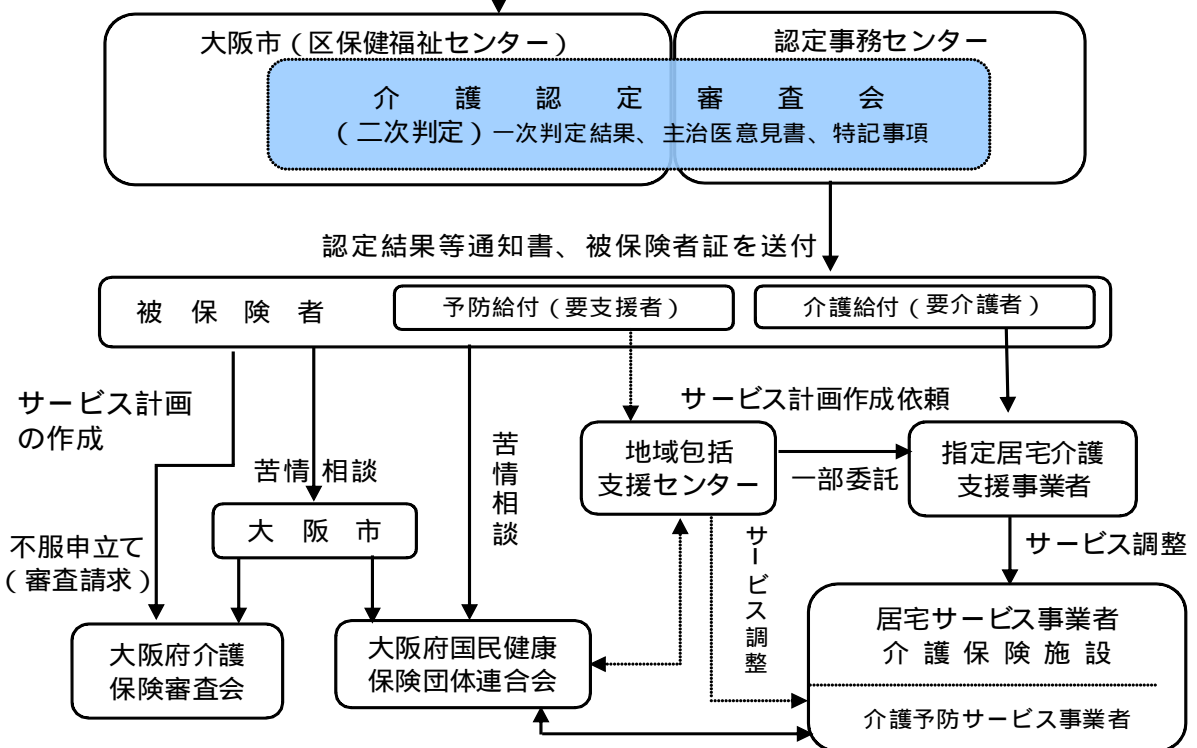 大阪市（区保健福祉センター）
認定事務センター
介護認定審査会
（二次判定）一次判定結果、主治医意見書、特記事項
認定結果等通知書、被保険者証を送付
被保険者
予防給付（要支援者）
介護給付（要介護者）
サービス計画
の作成
サービス計画作成依頼
苦情相談
苦情相談
地域包括
支援センター
一部委託
指定居宅介護
支援事業者
大阪市
不服申立て
（審査請求）
サービス調整
サービス調整
大阪府介護
保険審査会
大阪府国民健康
保険団体連合会
居宅サービス事業者
介護保険施設
介護予防サービス事業者